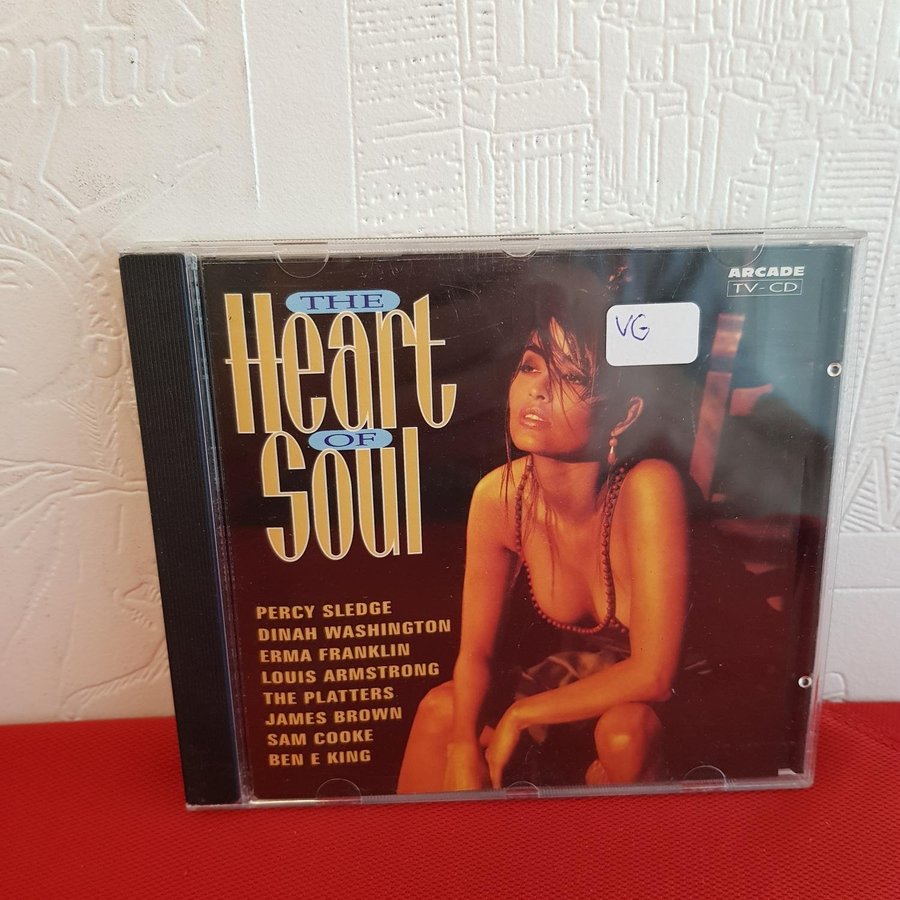 THE
Heart
OF
Soul
PERCY SLEDGE
DINAH WASHINGTON
ERMA FRANKLIN
LOUIS ARMSTRONG
THE PLATTERS
JAMES BROWN
SAM COOKE
BEN E KING
ARCADE
TV-CD
VG